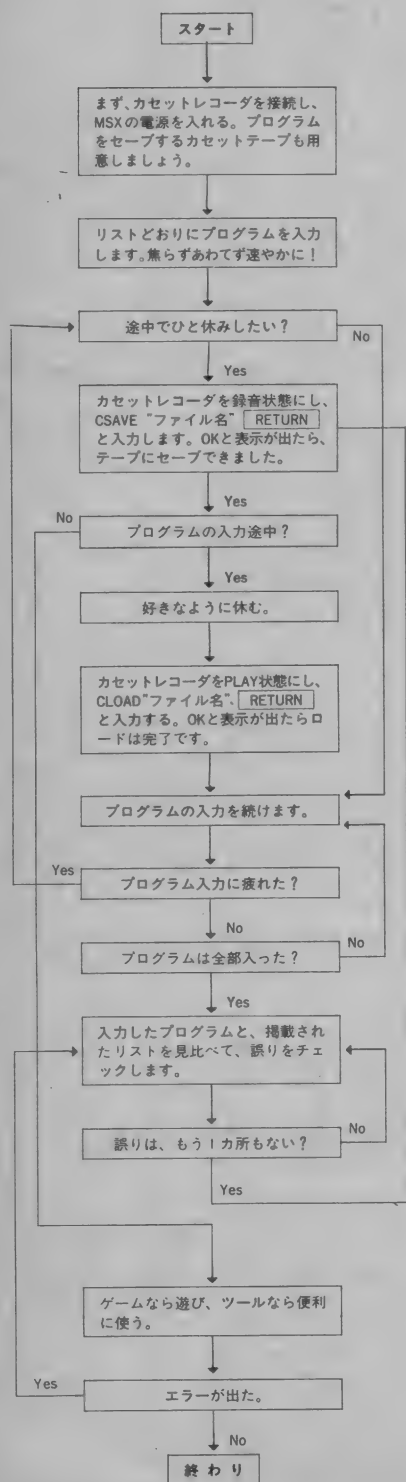 スタート
まず、カセットレコーダを接続し、
MSXの電源を入れる。プログラム
をセーブするカセットテープも用
意しましょう。
リストどおりにプログラムを入力
します。焦らずあわてず速やかに！
途中でひと休みしたい？
No
Yes
カセットレコーダを録音状態にし、
CSAVE "ファイル名" RETURN
と入力します。OKと表示が出たら、
テープにセーブできました。
Yes
No
プログラムの入力途中？
Yes
好きなように休む。
カセットレコーダをPLAY状態にし、
CLOAD"ファイル名"、RETURN
と入力する。OKと表示が出たらロ
ードは完了です。
プログラムの入力を続けます。
Yes
プログラム入力に疲れた？
No
プログラムは全部入った？
No
Yes
入力したプログラムと、掲載され
たリストを見比べて、誤りをチェ
ックします。
No
誤りは、もう1カ所もない？
Yes
ゲームなら遊び、ツールなら便利
に使う。
Yes
エラーが出た。
No
終わり